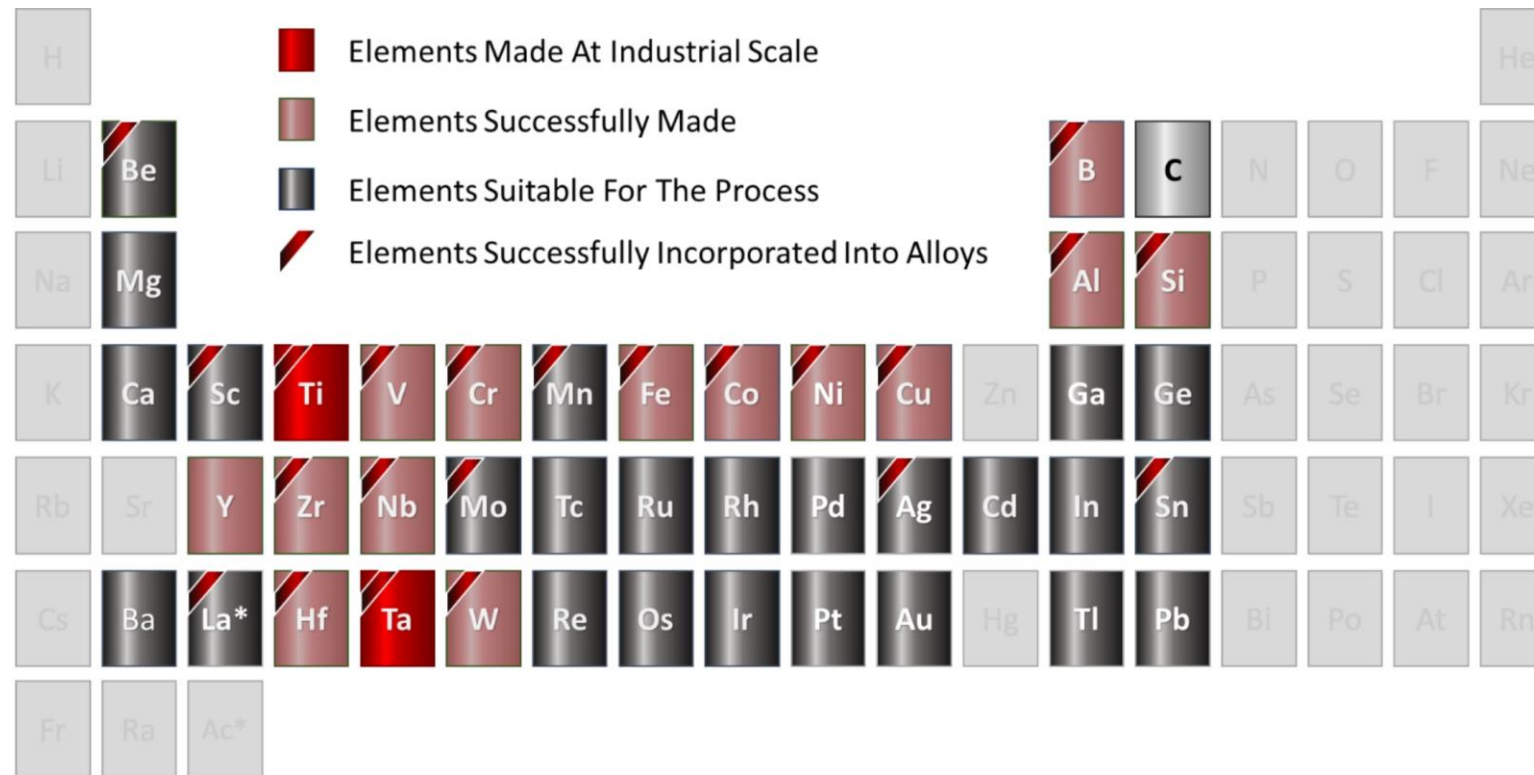 H Elements Made At Industrial Scale He
Elements Successfully Made
Li Be Elements Suitable For The Process B C N O F Ne
Elements Successfully Incorporated Into Alloys
Na Mg Al Si P S Cl Ar
K Ca Sc Ti V Cr Mn Fe Co Ni Cu Zn Ga Ge As Se Br Kr
Rb Sr Y Zr Nb Mo Tc Ru Rh Pd Ag Cd In Sn Sb Te I Xe
Cs Ba La* Hf Ta W Re Os Ir Pt Au Hg Tl Pb Bi Po At Rn
Fr Ra Ac*